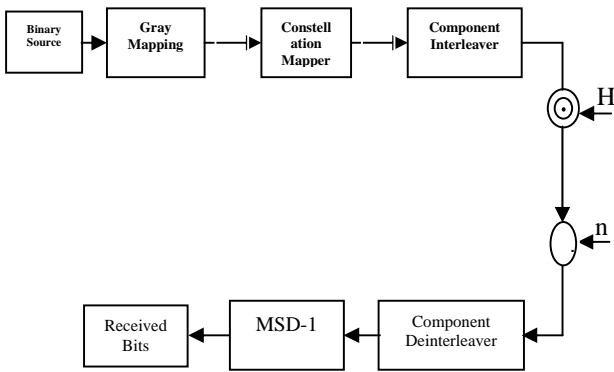 Binary
Source
Gray
Mapping
Constell
ation
Mapper
Component
Interleaver
H
n
Component
Deinterleaver
MSD-1
Received
Bits